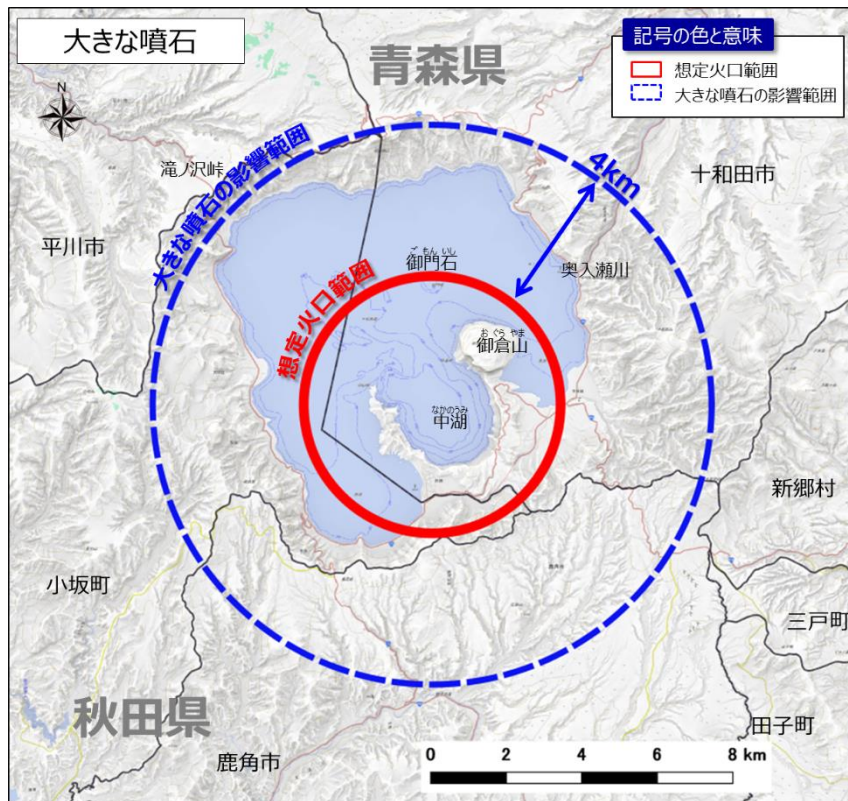 大きな噴石
記号の色と意味
想定火口範囲
大きな噴石の影響範囲
青森県
N
滝ノ沢峠
4km
十和田市
大きな噴石の影響範囲
平川市
ご もん いし
御門石
奥入瀬川
想定火口範囲
お ぐら やま
御倉山
なかのうみ
中湖
新郷村
小坂町
三戸町
秋田県
田子町
鹿角市
0 2 4 6 8 km